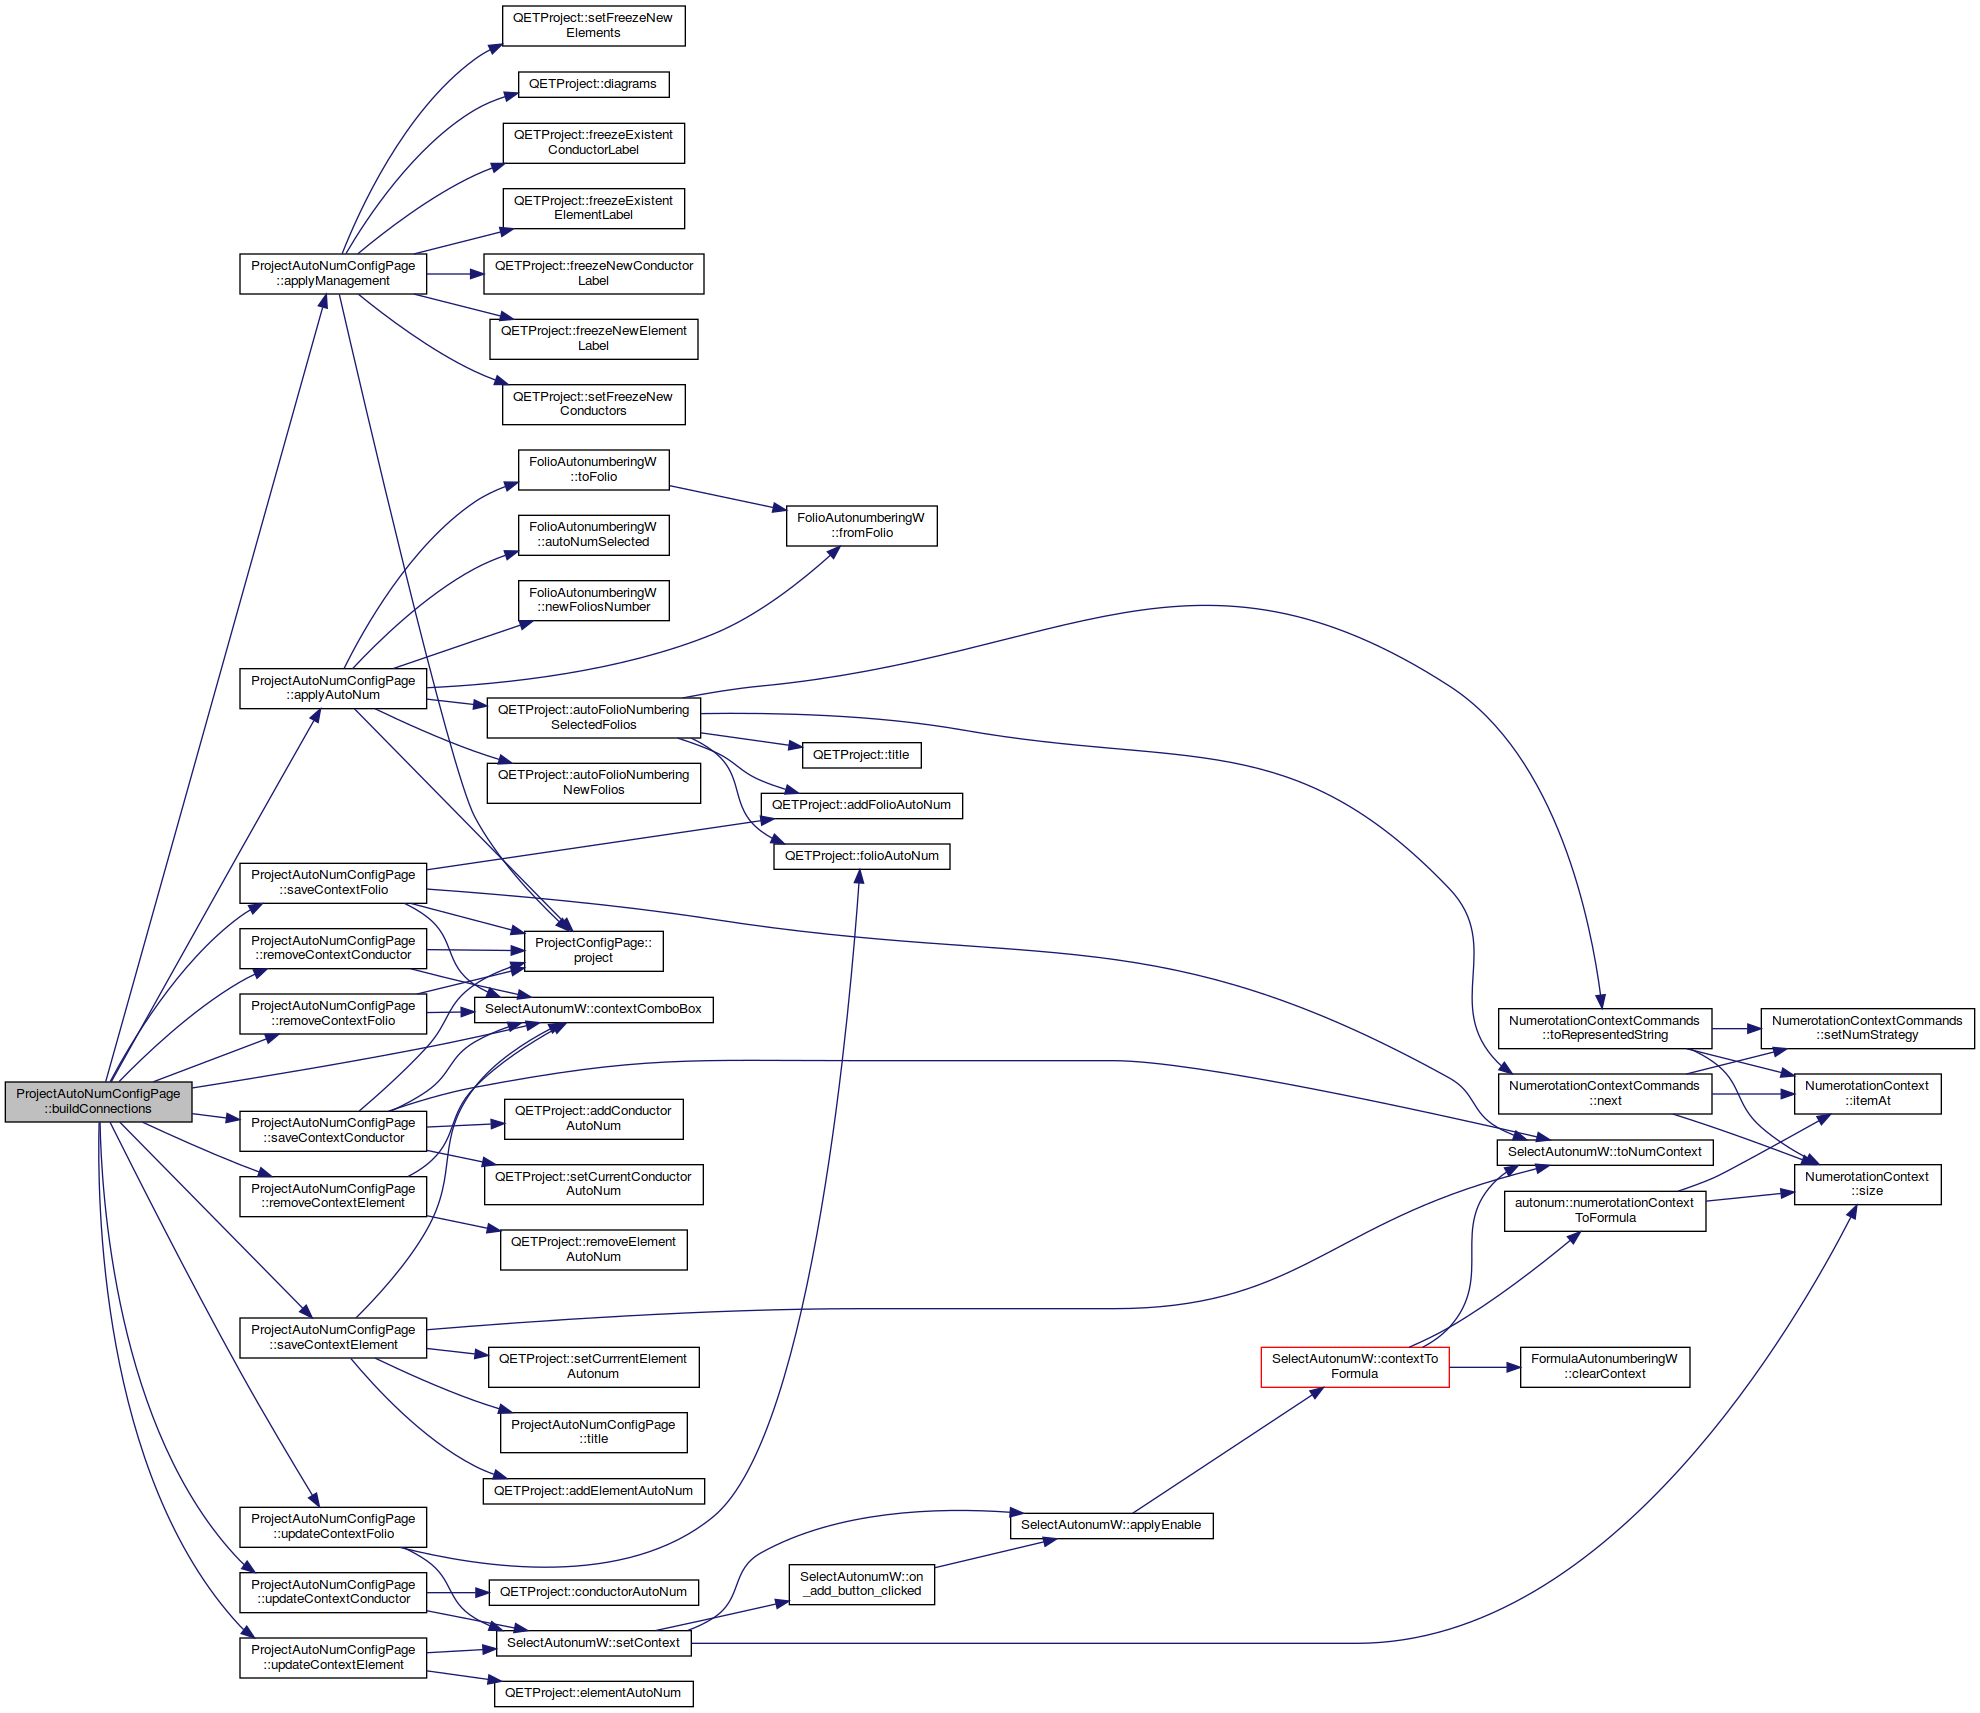 QETProject::setFreezeNew
Elements
QETProject::diagrams
QETProject::freezeExistent
ConductorLabel
QETProject::freezeExistent
ElementLabel
ProjectAutoNumConfigPage
::applyManagement
QETProject::freezeNewConductor
Label
QETProject::freezeNewElement
Label
QETProject::setFreezeNew
Conductors
FolioAutonumberingW
::toFolio
FolioAutonumberingW
::fromFolio
FolioAutonumberingW
::autoNumSelected
FolioAutonumberingW
::newFoliosNumber
ProjectAutoNumConfigPage
::applyAutoNum
QETProject::autoFolioNumbering
SelectedFolios
QETProject::title
QETProject::autoFolioNumbering
NewFolios
QETProject::addFolioAutoNum
QETProject::folioAutoNum
ProjectAutoNumConfigPage
::saveContextFolio
ProjectAutoNumConfigPage
::removeContextConductor
ProjectConfigPage::
project
ProjectAutoNumConfigPage
::removeContextFolio
SelectAutonumW::contextComboBox
NumerotationContextCommands
::toRepresentedString
NumerotationContextCommands
::setNumStrategy
ProjectAutoNumConfigPage
::buildConnections
NumerotationContextCommands
::next
NumerotationContext
::itemAt
ProjectAutoNumConfigPage
::saveContextConductor
QETProject::addConductor
AutoNum
SelectAutonumW::toNumContext
QETProject::setCurrentConductor
AutoNum
NumerotationContext
::size
ProjectAutoNumConfigPage
::removeContextElement
autonum::numerotationContext
ToFormula
QETProject::removeElement
AutoNum
ProjectAutoNumConfigPage
::saveContextElement
QETProject::setCurrrentElement
Autonum
SelectAutonumW::contextTo
Formula
FormulaAutonumberingW
::clearContext
ProjectAutoNumConfigPage
::title
QETProject::addElementAutoNum
ProjectAutoNumConfigPage
::updateContextFolio
SelectAutonumW::applyEnable
ProjectAutoNumConfigPage
::updateContextConductor
QETProject::conductorAutoNum
SelectAutonumW::on
_add_button_clicked
SelectAutonumW::setContext
ProjectAutoNumConfigPage
::updateContextElement
QETProject::elementAutoNum